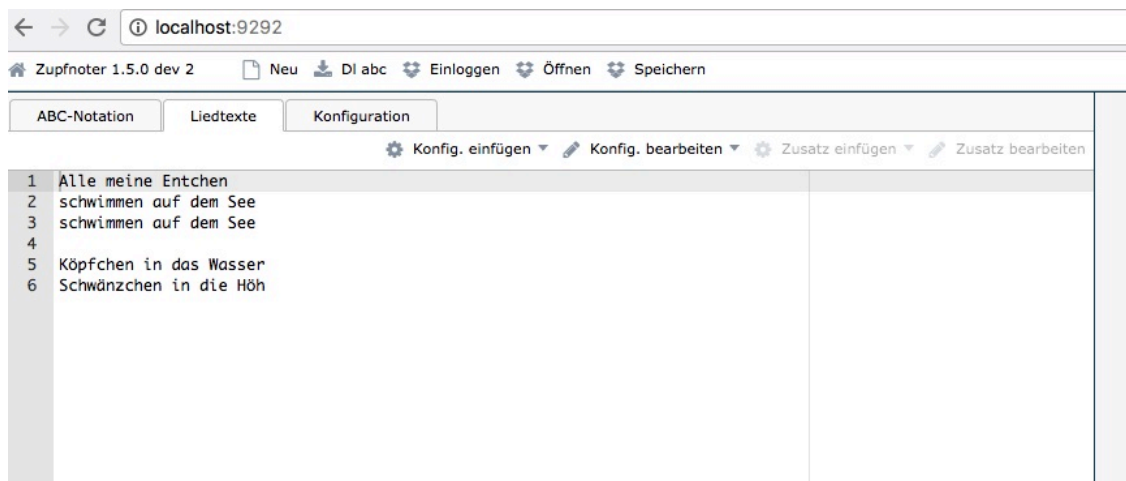 localhost:9292
Zupfnoter 1.5.0 dev 2 Neu Dl abc Einloggen Öffnen Speichern
ABC-Notation Liedtexte Konfiguration
Konfig. einfügen Konfig. bearbeiten Zusatz einfügen Zusatz bearbeiten
1 Alle meine Entchen
2 schwimmen auf dem See
3 schwimmen auf dem See
4
5 Köpfchen in das Wasser
6 Schwänzchen in die Höh